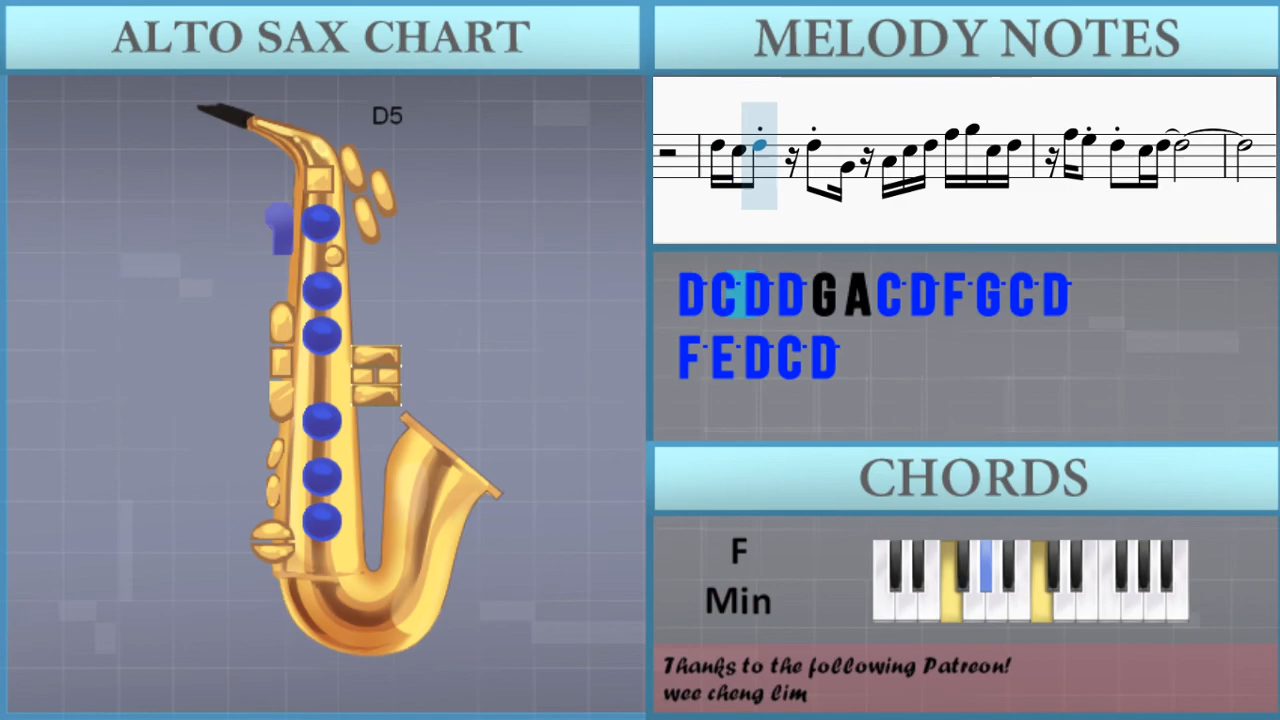 ALTO SAX CHART
D5
MELODY NOTES
DCDDGACDFGCD
FEDCD
CHORDS
F
Min
Thanks to the following Patreon!
wee cheng lim